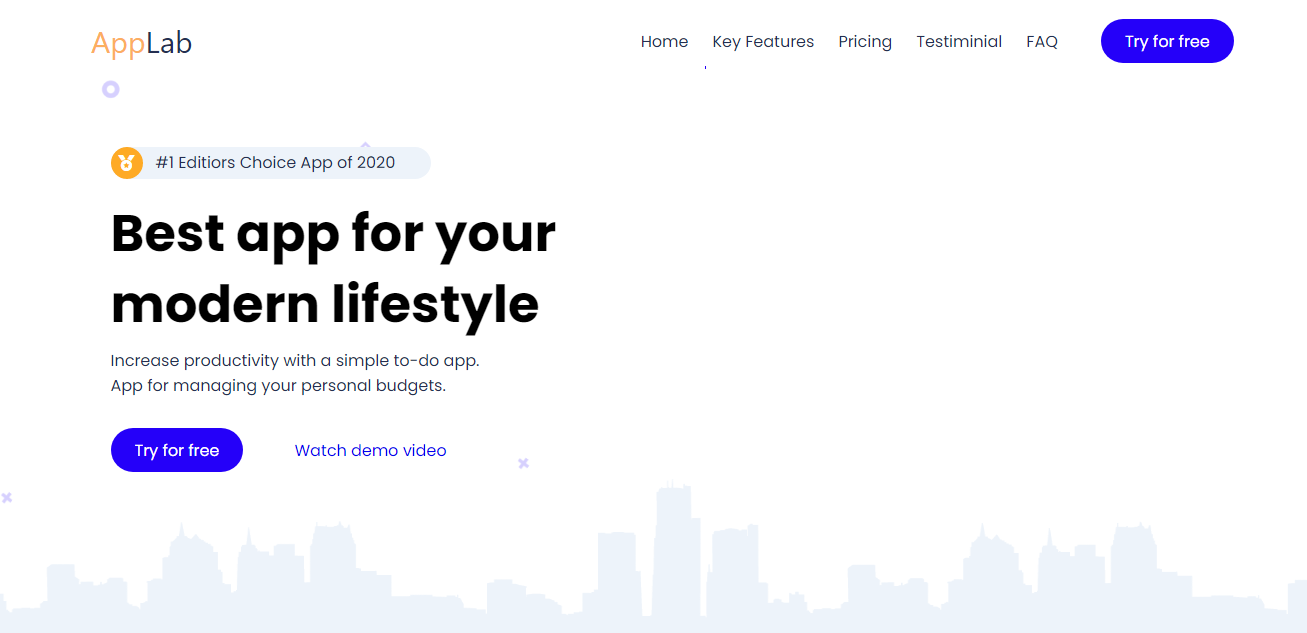 AppLab
Home Key Features Pricing Testiminial FAQ Try for free
#1 Editiors Choice App of 2020
Best app for your
modern lifestyle
Increase productivity with a simple to-do app.
App for managing your personal budgets.
Try for free Watch demo video